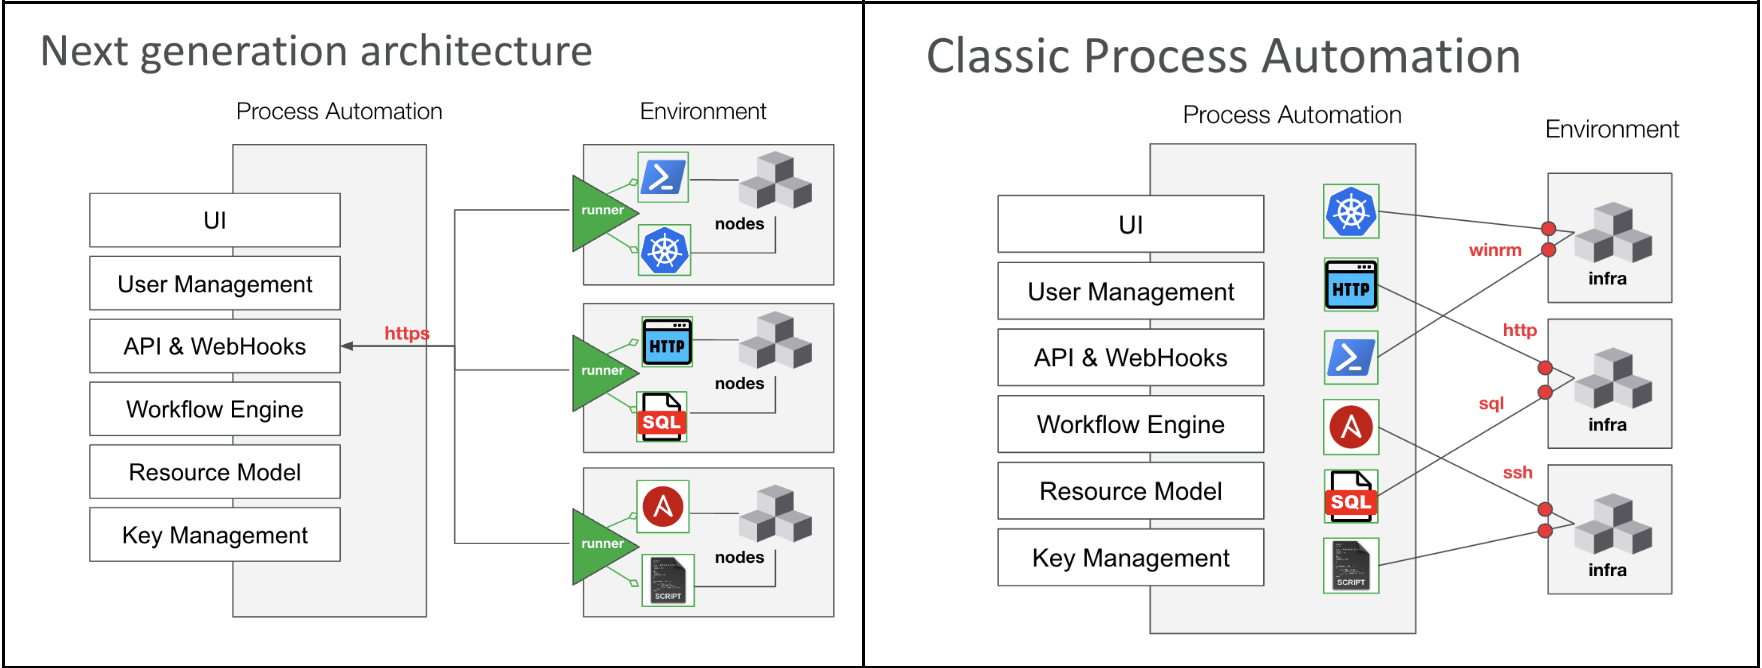 Next generation architecture
Process Automation
Environment
UI
User Management
API & WebHooks
Workflow Engine
Resource Model
Key Management
https
runner
nodes
runner
HTTP
SQL
nodes
runner
SCRIPT
nodes
Classic Process Automation
Process Automation
Environment
UI
User Management
API & WebHooks
Workflow Engine
Resource Model
Key Management
HTTP
SQL
SCRIPT
winrm
http
sql
ssh
infra
infra
infra